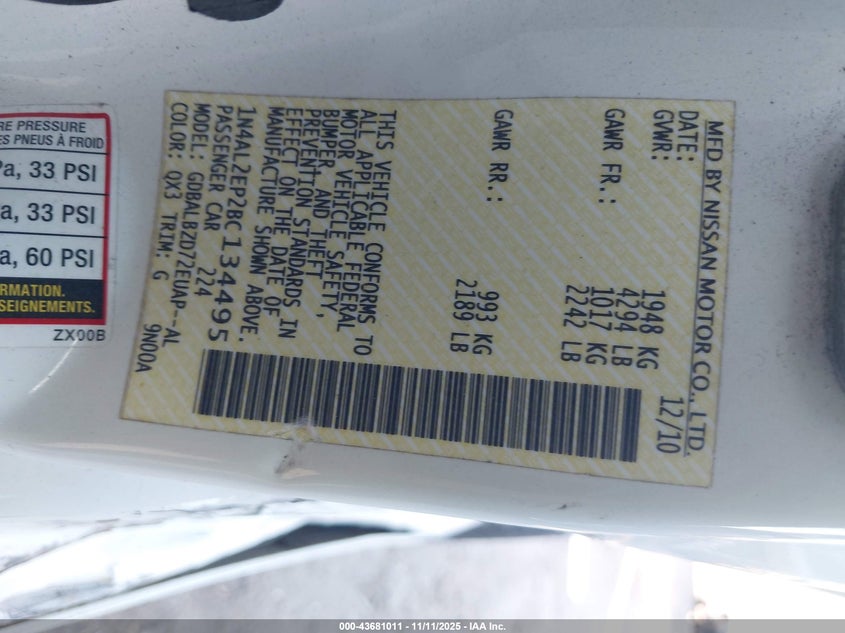 MFD BY NISSAN MOTOR CO., LTD.
DATE: 12/10
GVWR: 1948 KG
4294 LB
GAWR FR.: 1017 KG
2242 LB
GAWR RR.: 993 KG
2189 LB
THIS VEHICLE CONFORMS TO
ALL APPLICABLE FEDERAL
MOTOR VEHICLE SAFETY,
BUMPER, AND THEFT
PREVENTION STANDARDS IN
EFFECT ON THE DATE OF
MANUFACTURE SHOWN ABOVE.
1N4AL2EP2BC134495
PASSENGER CAR 224
MODEL: GDBALBZD72EUAP--AL
COLOR: QX3 TRIM: G 9N00A
RE PRESSURE
ES PNEUS À FROID
a, 33 PSI
a, 33 PSI
a, 60 PSI
ORMATION.
SEIGNEMENTS.
ZX00B
000-43681011 - 11/11/2025 - IAA Inc.